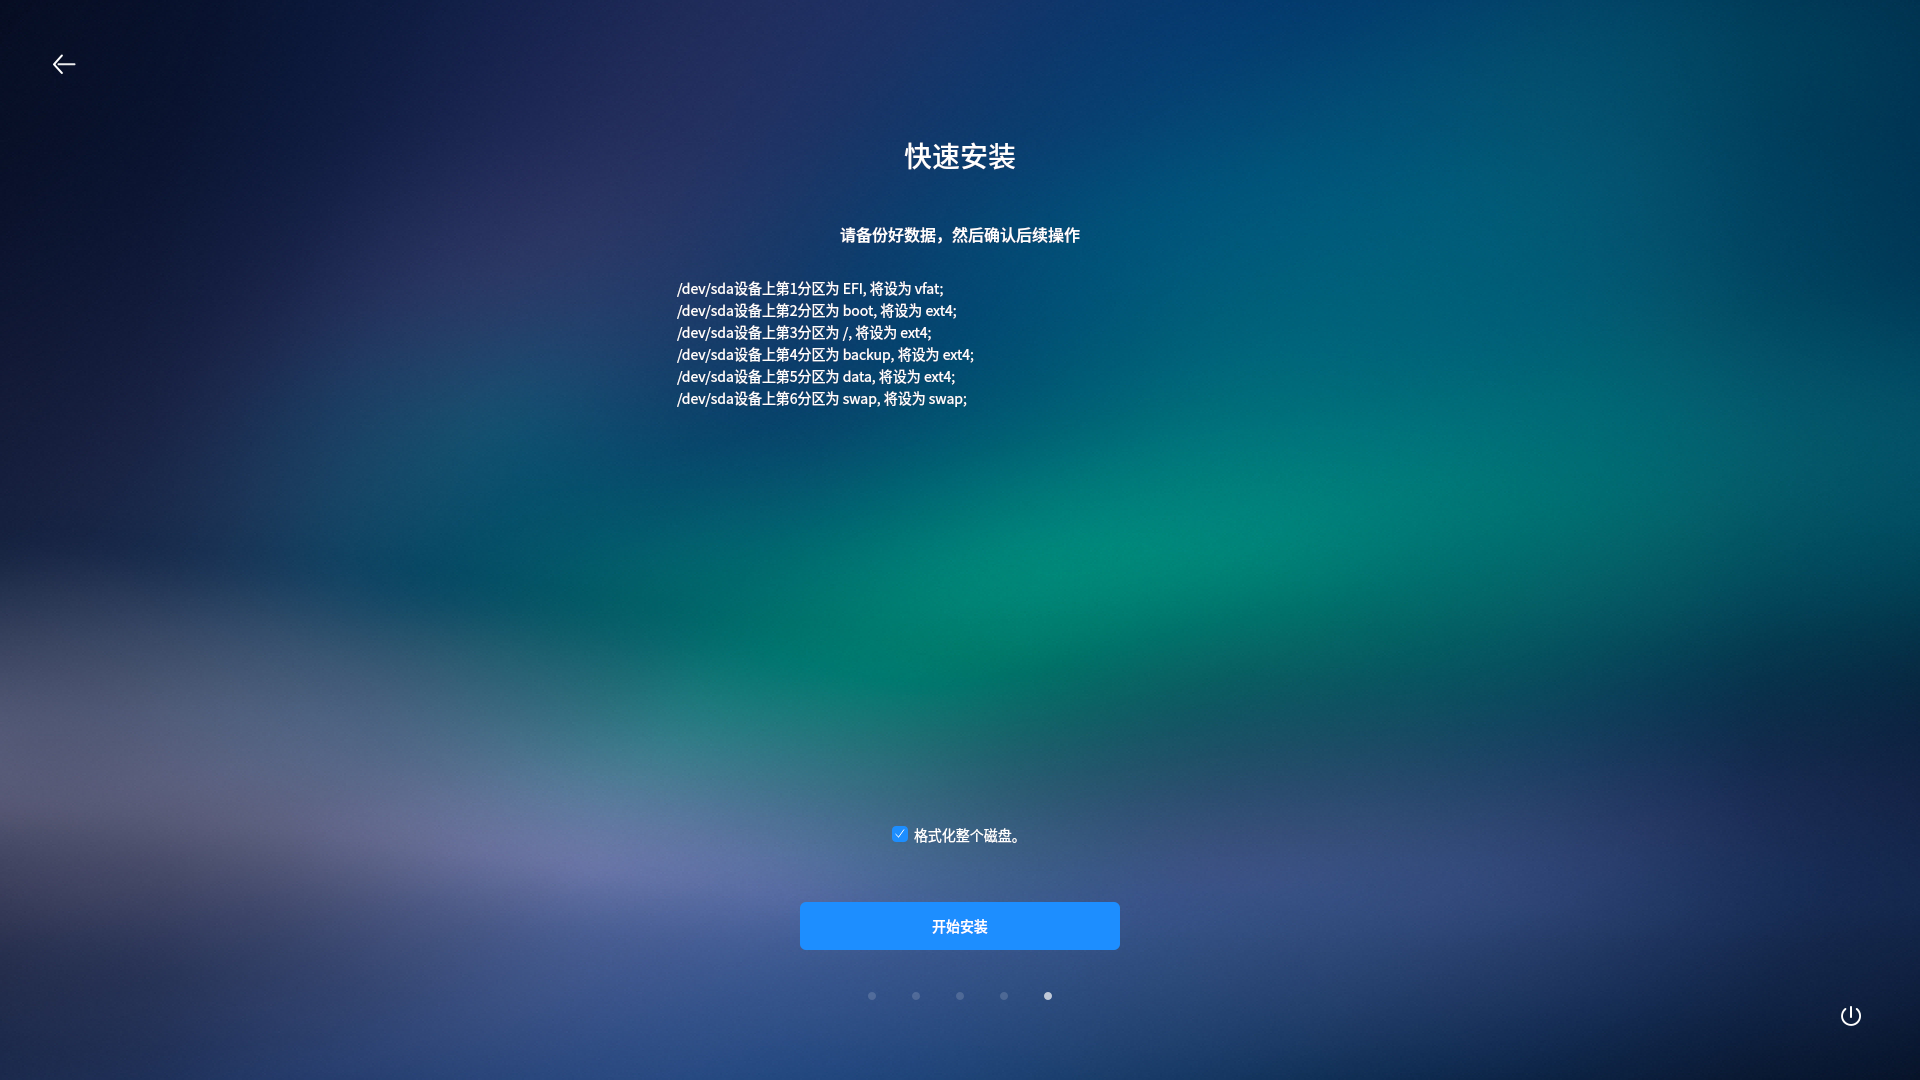 快速安装
请备份好数据，然后确认后续操作
/dev/sda设备上第1分区为 EFI, 将设为 vfat;
/dev/sda设备上第2分区为 boot, 将设为 ext4;
/dev/sda设备上第3分区为 /, 将设为 ext4;
/dev/sda设备上第4分区为 backup, 将设为 ext4;
/dev/sda设备上第5分区为 data, 将设为 ext4;
/dev/sda设备上第6分区为 swap, 将设为 swap;
格式化整个磁盘。
开始安装